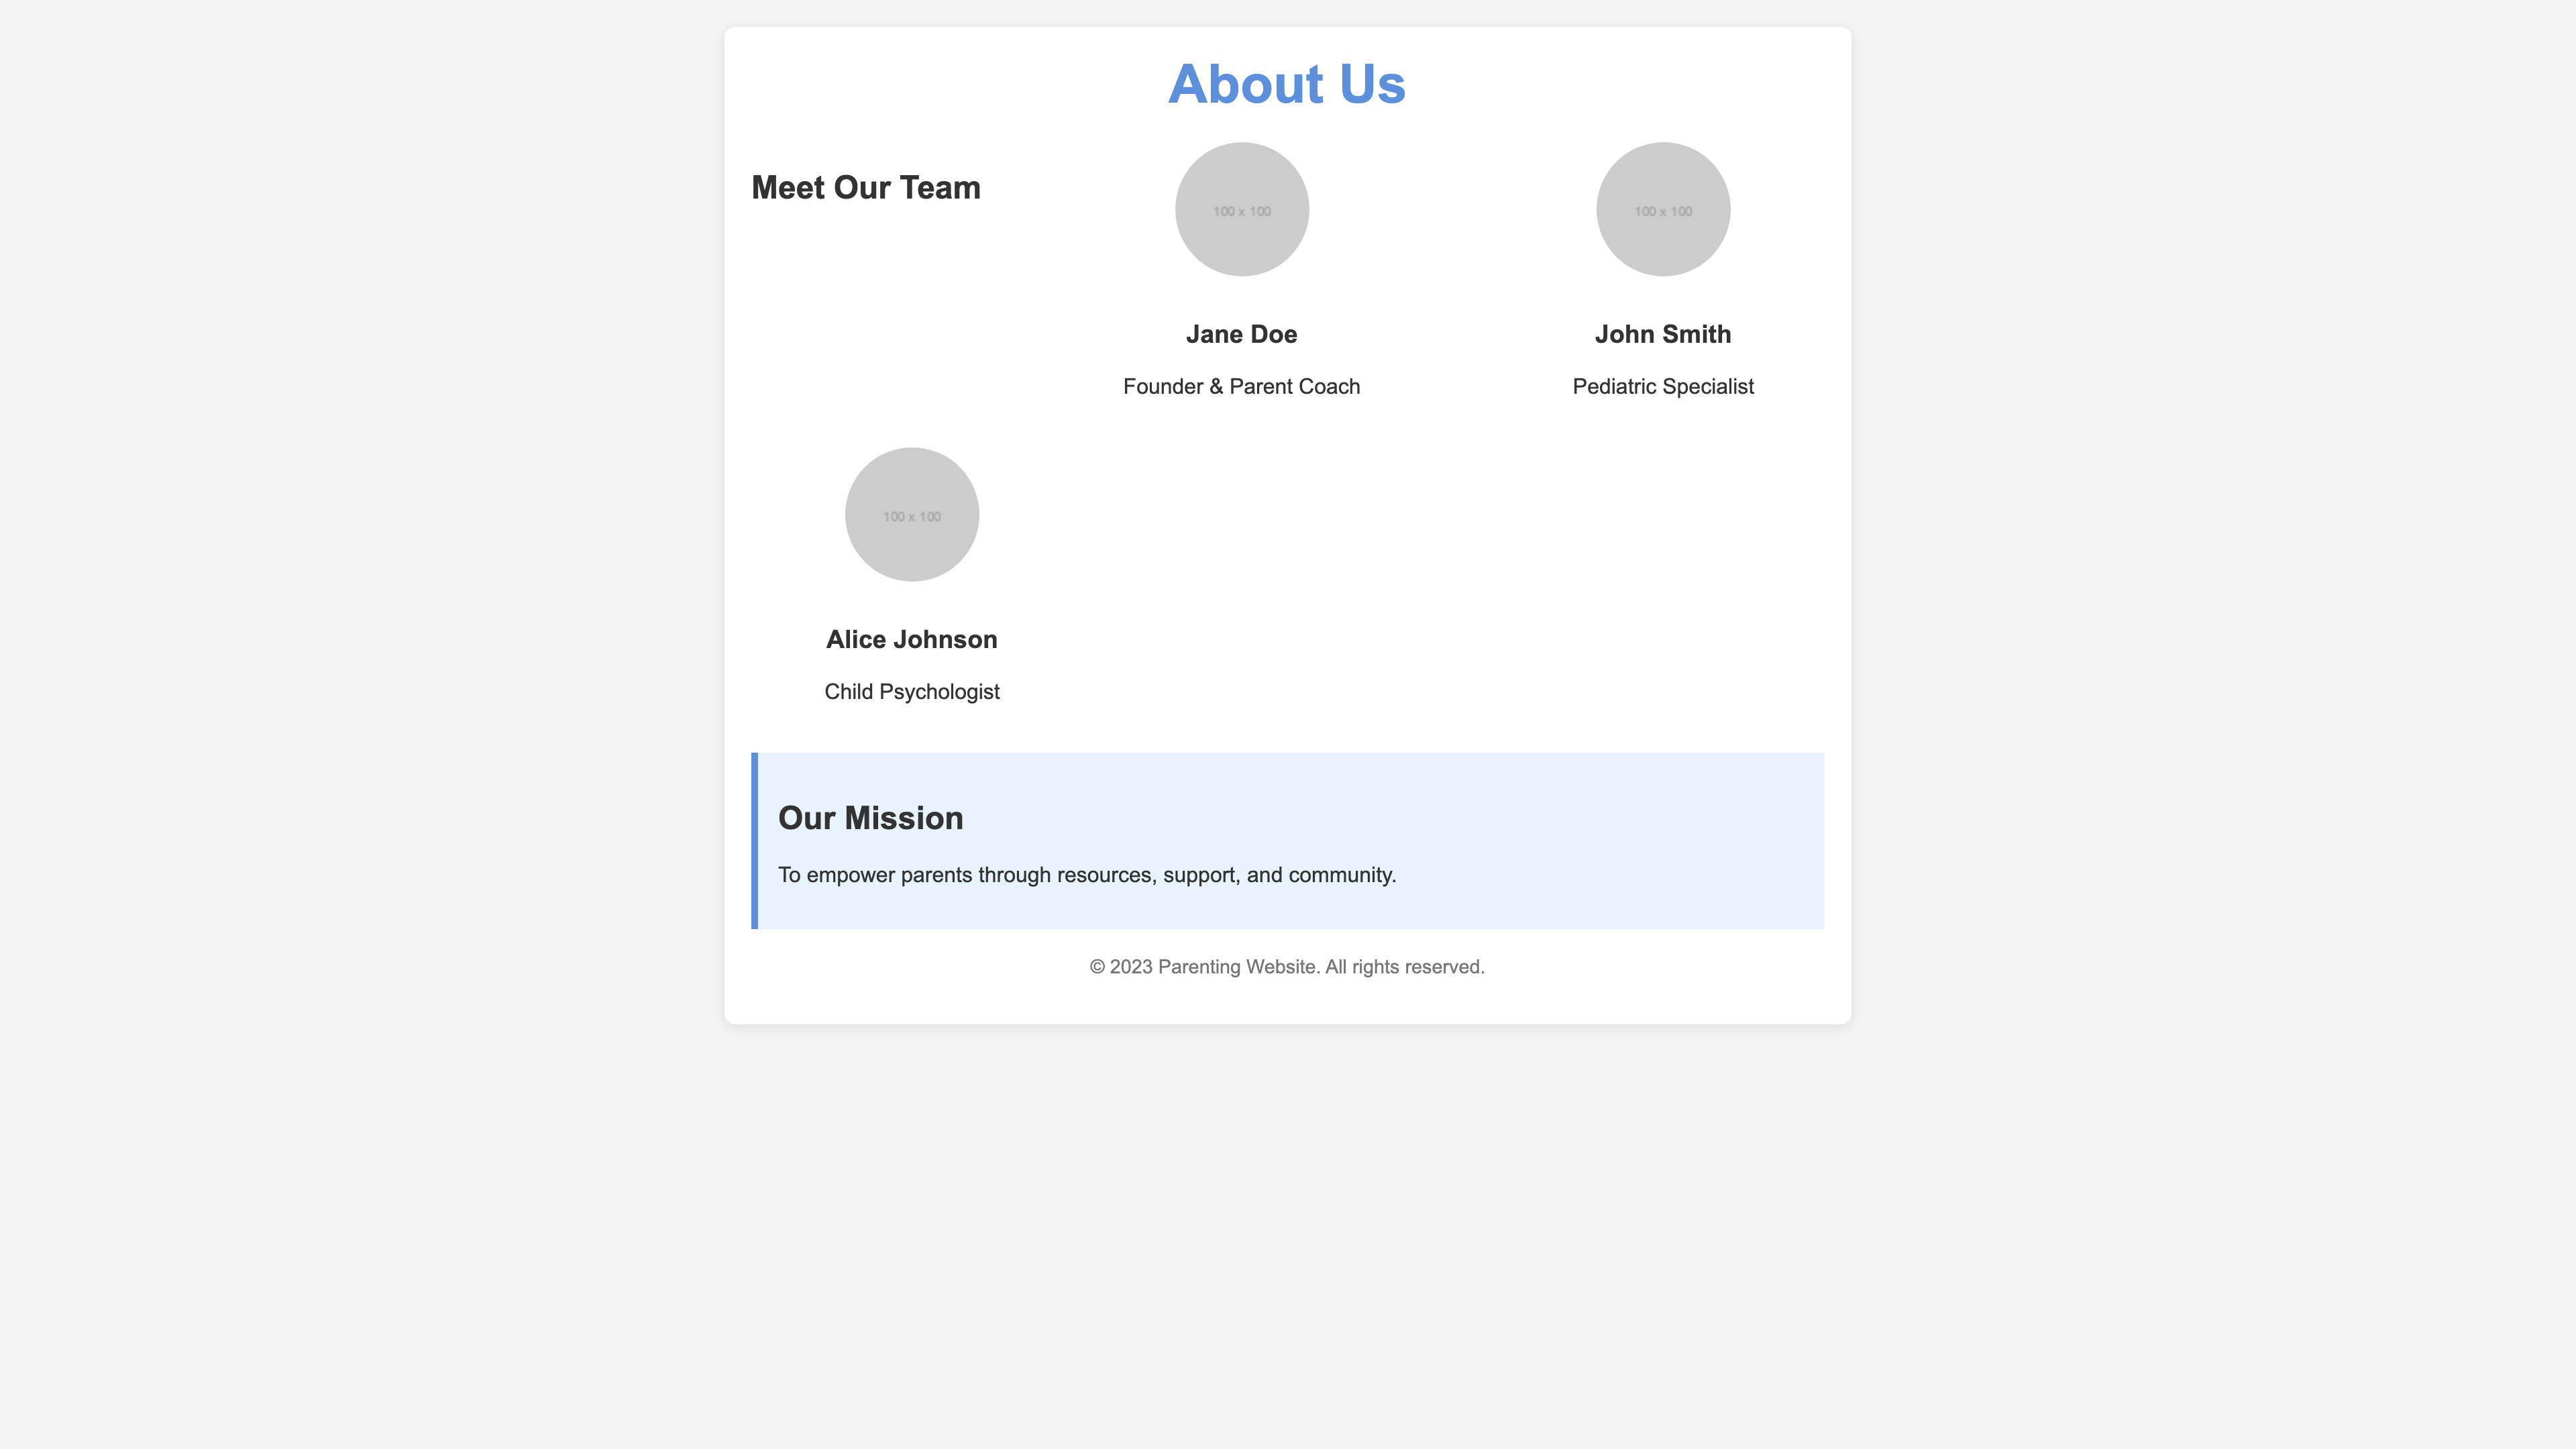 About Us
Meet Our Team
100 x 100
Jane Doe
Founder & Parent Coach
100 x 100
John Smith
Pediatric Specialist
100 x 100
Alice Johnson
Child Psychologist
Our Mission
To empower parents through resources, support, and community.
© 2023 Parenting Website. All rights reserved.